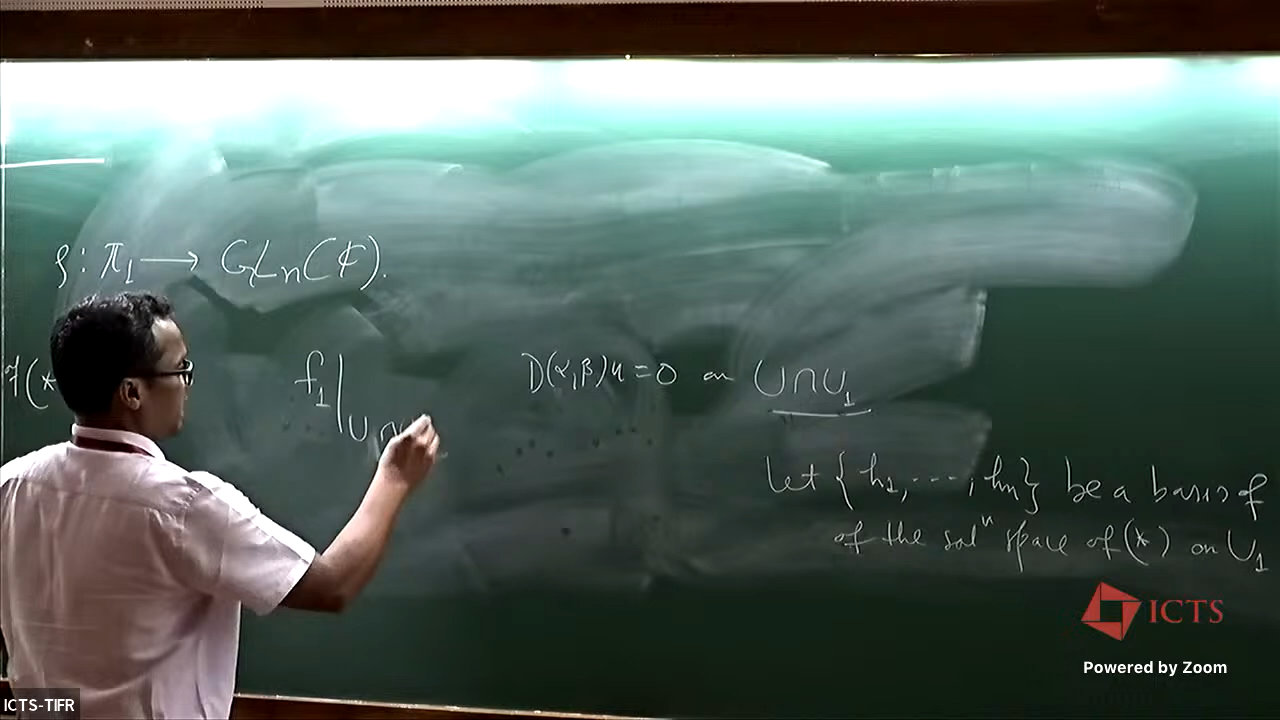 ρ : π₁ → GLₙ(ℂ).
(*
f₁|U∩
D(α,β)u = 0 on U∩U₁
Let {h₁, ..., hₙ} be a basis of
of the solⁿ space of (*) on U₁
ICTS
Powered by Zoom
ICTS-TIFR